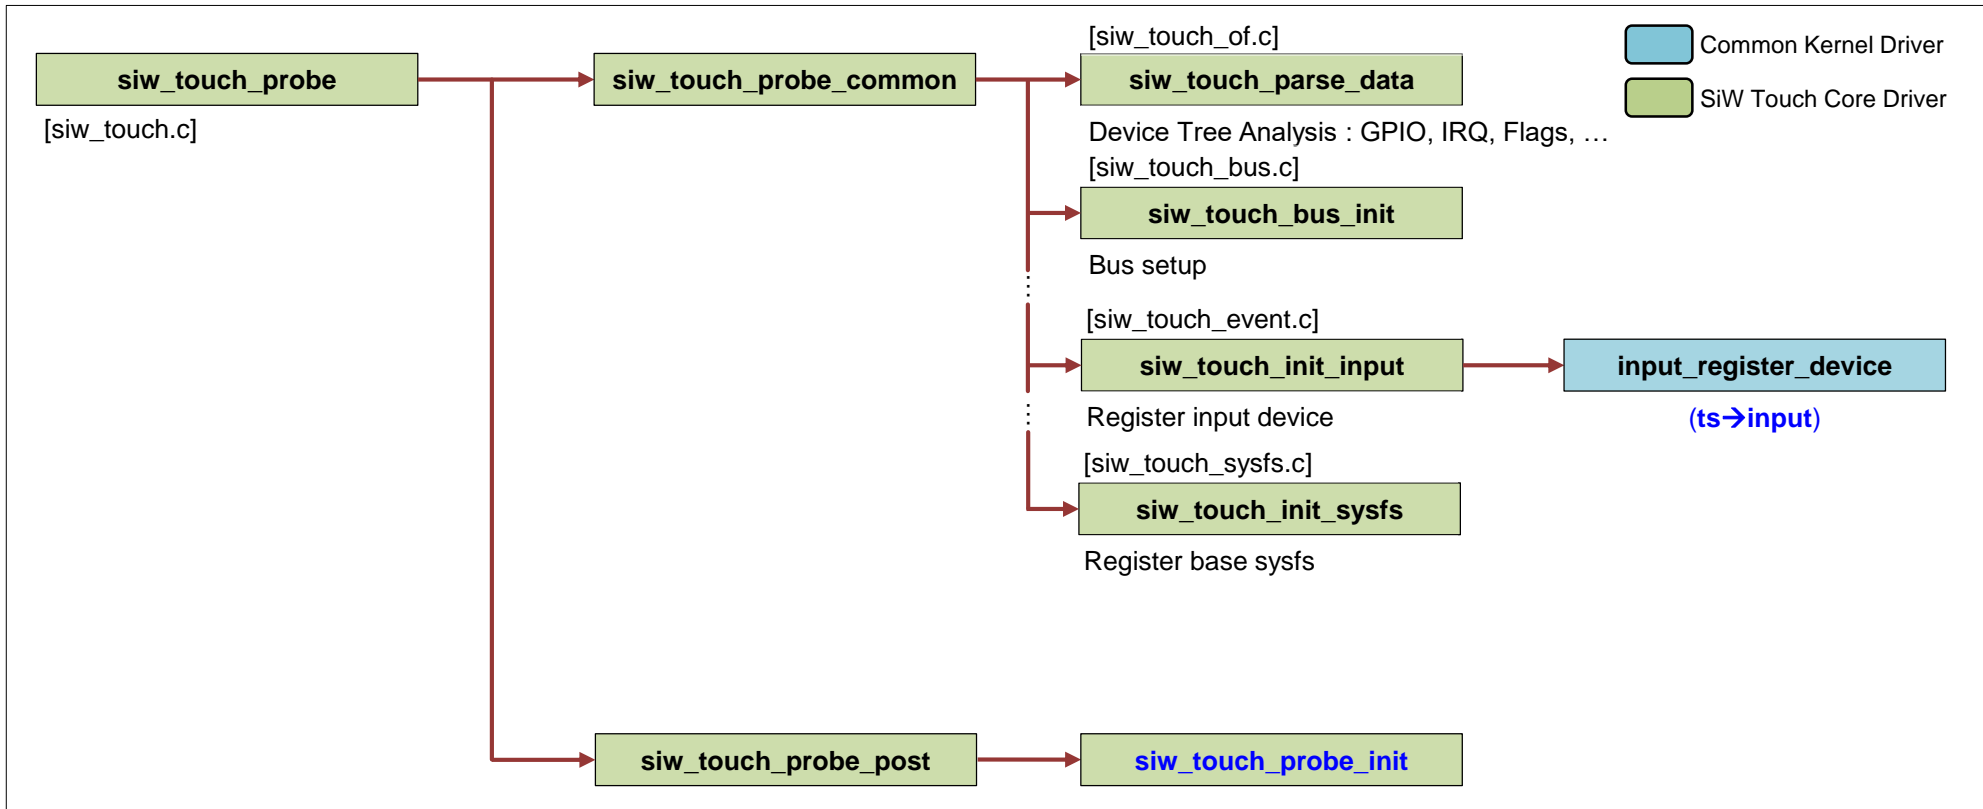 [siw_touch_of.c]
Common Kernel Driver
siw_touch_probe
siw_touch_probe_common
siw_touch_parse_data
SiW Touch Core Driver
[siw_touch.c]
Device Tree Analysis : GPIO, IRQ, Flags, …
[siw_touch_bus.c]
siw_touch_bus_init
Bus setup
[siw_touch_event.c]
siw_touch_init_input
input_register_device
Register input device
(ts→input)
[siw_touch_sysfs.c]
siw_touch_init_sysfs
Register base sysfs
siw_touch_probe_post
siw_touch_probe_init